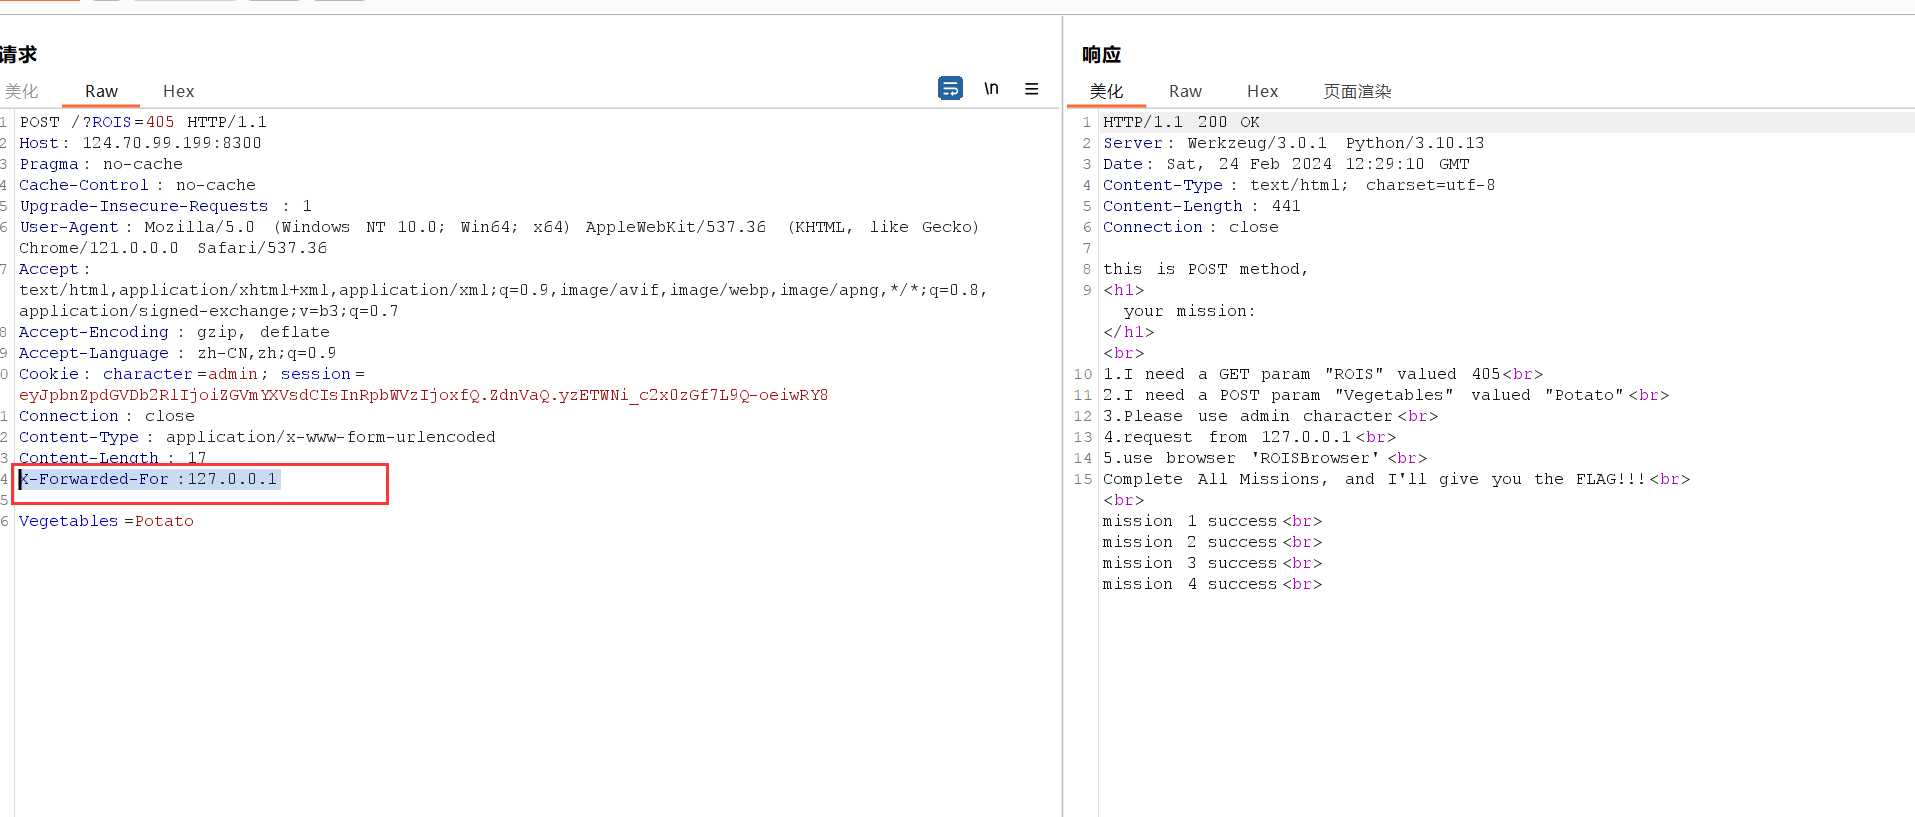 请求
美化 Raw Hex
\n
1 POST /?ROIS=405 HTTP/1.1
2 Host: 124.70.99.199:8300
3 Pragma: no-cache
4 Cache-Control: no-cache
5 Upgrade-Insecure-Requests: 1
6 User-Agent: Mozilla/5.0 (Windows NT 10.0; Win64; x64) AppleWebKit/537.36 (KHTML, like Gecko)
Chrome/121.0.0.0 Safari/537.36
7 Accept:
text/html,application/xhtml+xml,application/xml;q=0.9,image/avif,image/webp,image/apng,*/*;q=0.8,
application/signed-exchange;v=b3;q=0.7
8 Accept-Encoding: gzip, deflate
9 Accept-Language: zh-CN,zh;q=0.9
0 Cookie: character=admin; session=
eyJpbnZpdGVDb2RlIjoiZGVmYXVsdCIsInRpbWVzIjoxfQ.ZdnVaQ.yzETWNi_c2x0zGf7L9Q-oeiwRY8
1 Connection: close
2 Content-Type: application/x-www-form-urlencoded
3 Content-Length: 17
4 X-Forwarded-For:127.0.0.1
5
6 Vegetables=Potato
响应
美化 Raw Hex 页面渲染
1 HTTP/1.1 200 OK
2 Server: Werkzeug/3.0.1 Python/3.10.13
3 Date: Sat, 24 Feb 2024 12:29:10 GMT
4 Content-Type: text/html; charset=utf-8
5 Content-Length: 441
6 Connection: close
7
8 this is POST method,
9 <h1>
your mission:
</h1>
<br>
10 1.I need a GET param "ROIS" valued 405<br>
11 2.I need a POST param "Vegetables" valued "Potato"<br>
12 3.Please use admin character<br>
13 4.request from 127.0.0.1<br>
14 5.use browser 'ROISBrowser'<br>
15 Complete All Missions, and I'll give you the FLAG!!!<br>
<br>
mission 1 success<br>
mission 2 success<br>
mission 3 success<br>
mission 4 success<br>